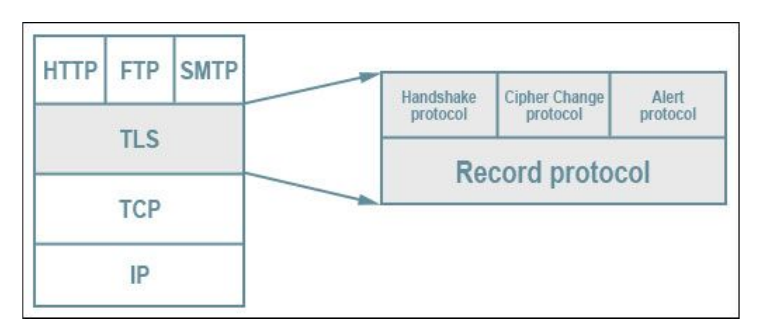 HTTP FTP SMTP
TLS
TCP
IP
Handshake protocol
Cipher Change protocol
Alert protocol
Record protocol